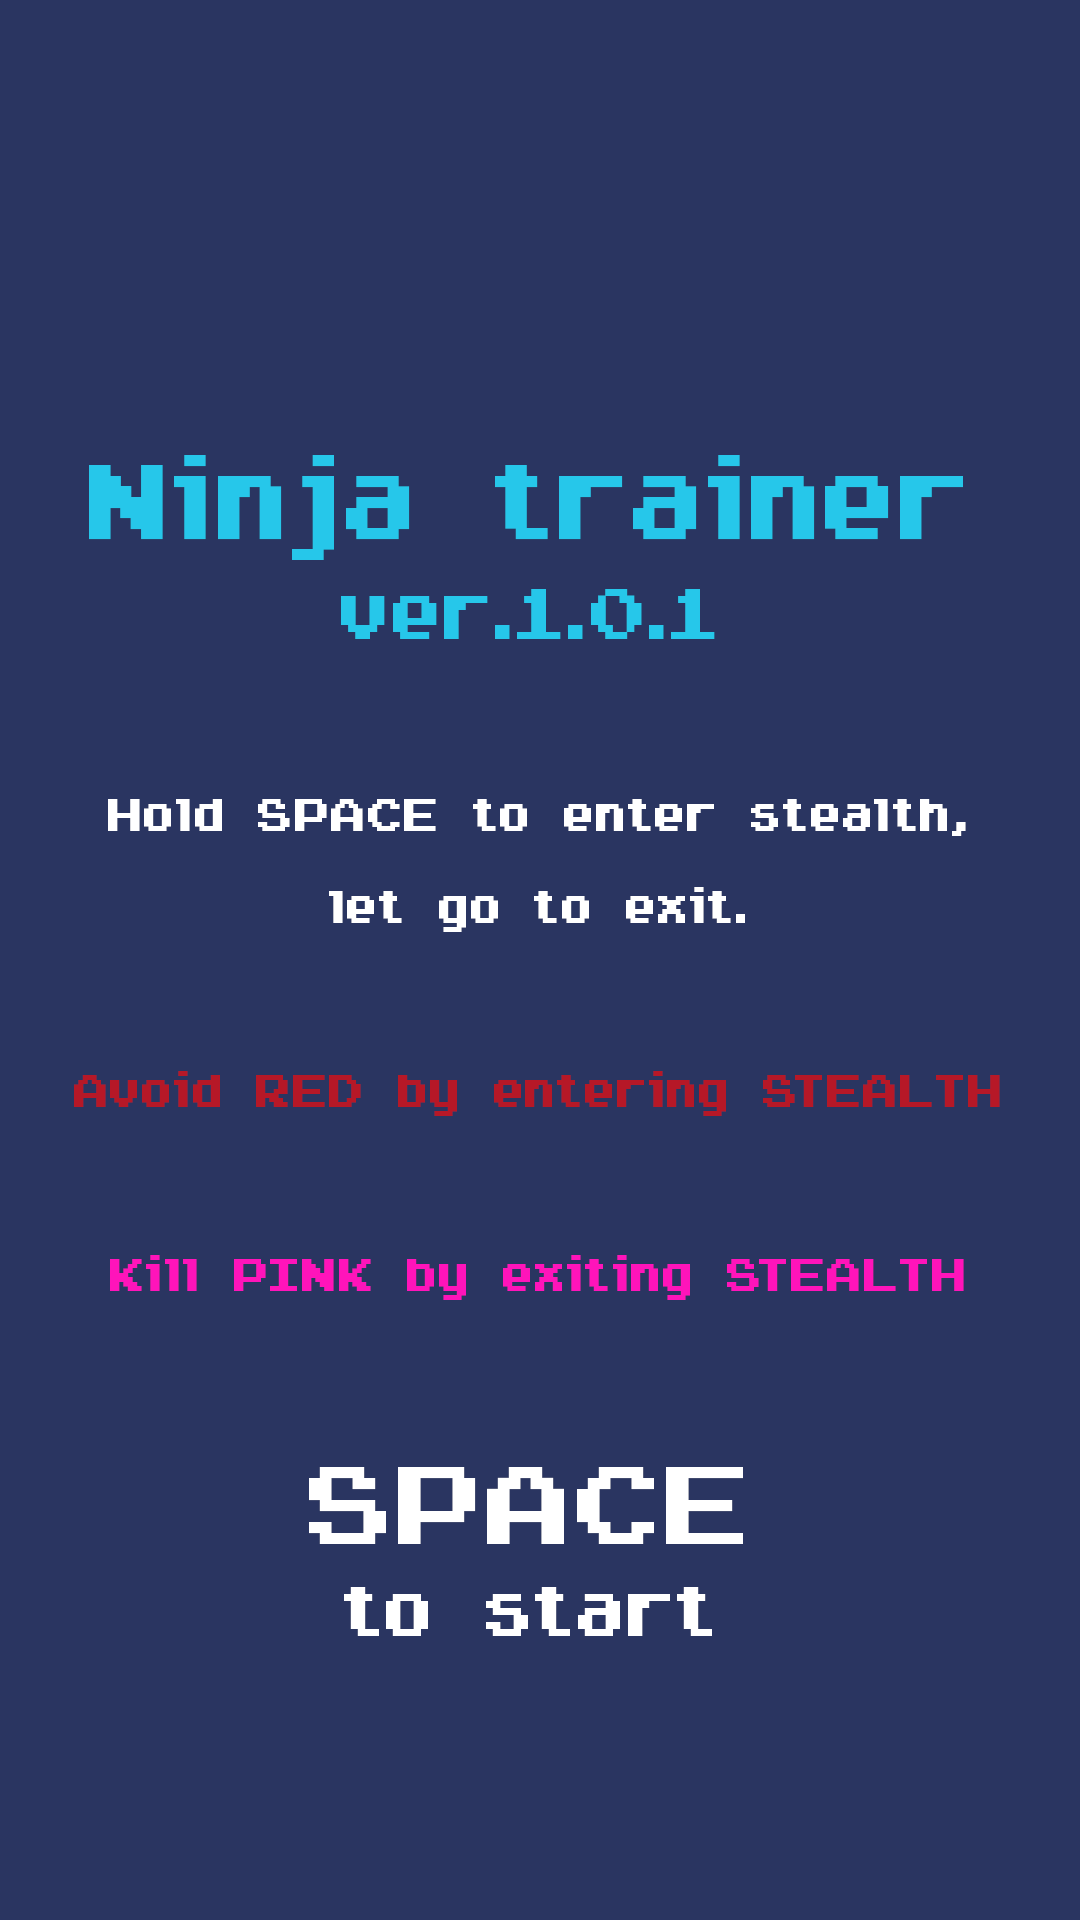 Ninja trainer
ver.1.0.1
Hold SPACE to enter stealth,
let go to exit.
Avoid RED by entering STEALTH
Kill PINK by exiting STEALTH
SPACE
to start